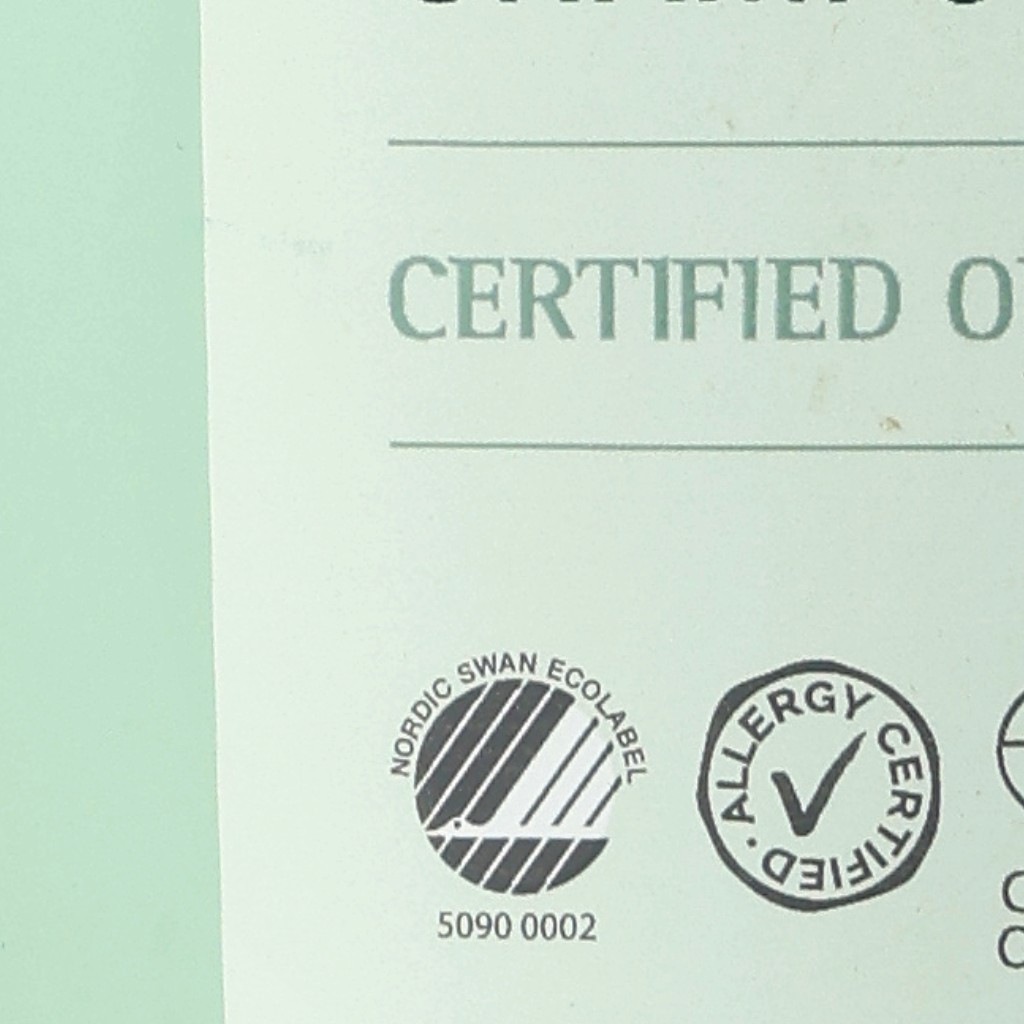 CERTIFIED
NORDIC SWAN ECOLABEL
ALLERGY CERTIFIED
5090 0002